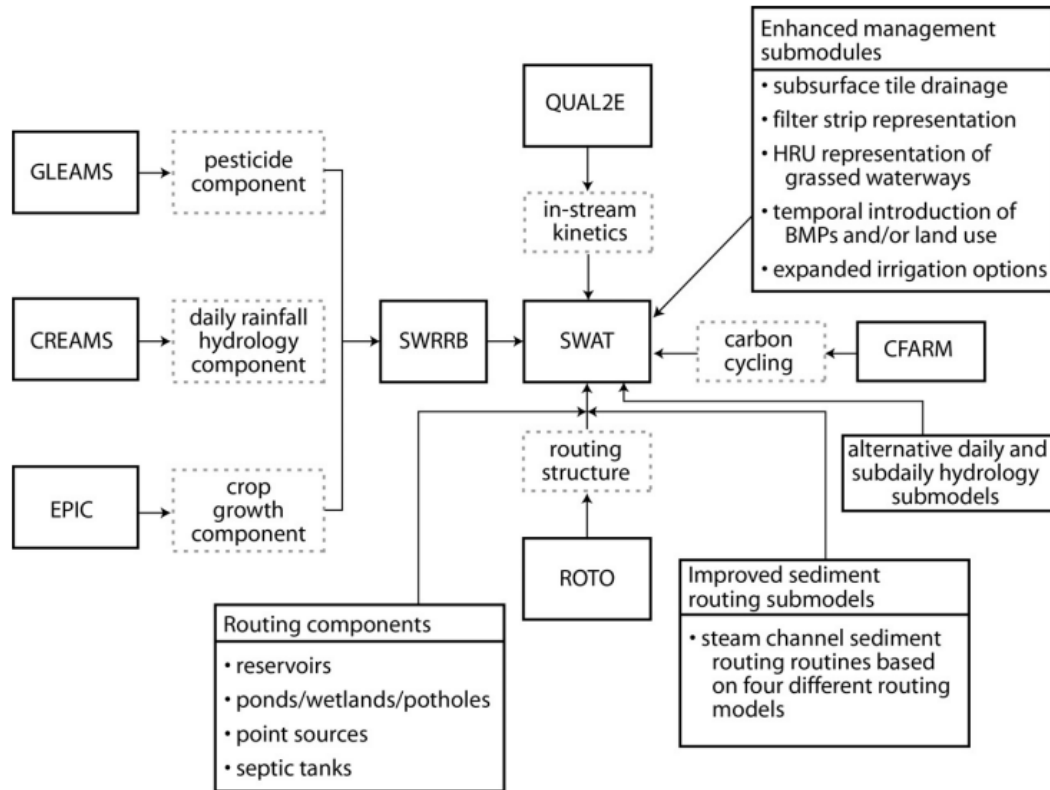 Enhanced management
submodules
• subsurface tile drainage
• filter strip representation
• HRU representation of
grassed waterways
• temporal introduction of
BMPs and/or land use
• expanded irrigation options
QUAL2E
in-stream
kinetics
GLEAMS
pesticide
component
CREAMS
daily rainfall
hydrology
component
SWRRB
SWAT
carbon
cycling
CFARM
EPIC
crop
growth
component
routing
structure
ROTO
alternative daily and
subdaily hydrology
submodels
Routing components
• reservoirs
• ponds/wetlands/potholes
• point sources
• septic tanks
Improved sediment
routing submodels
• steam channel sediment
routing routines based
on four different routing
models